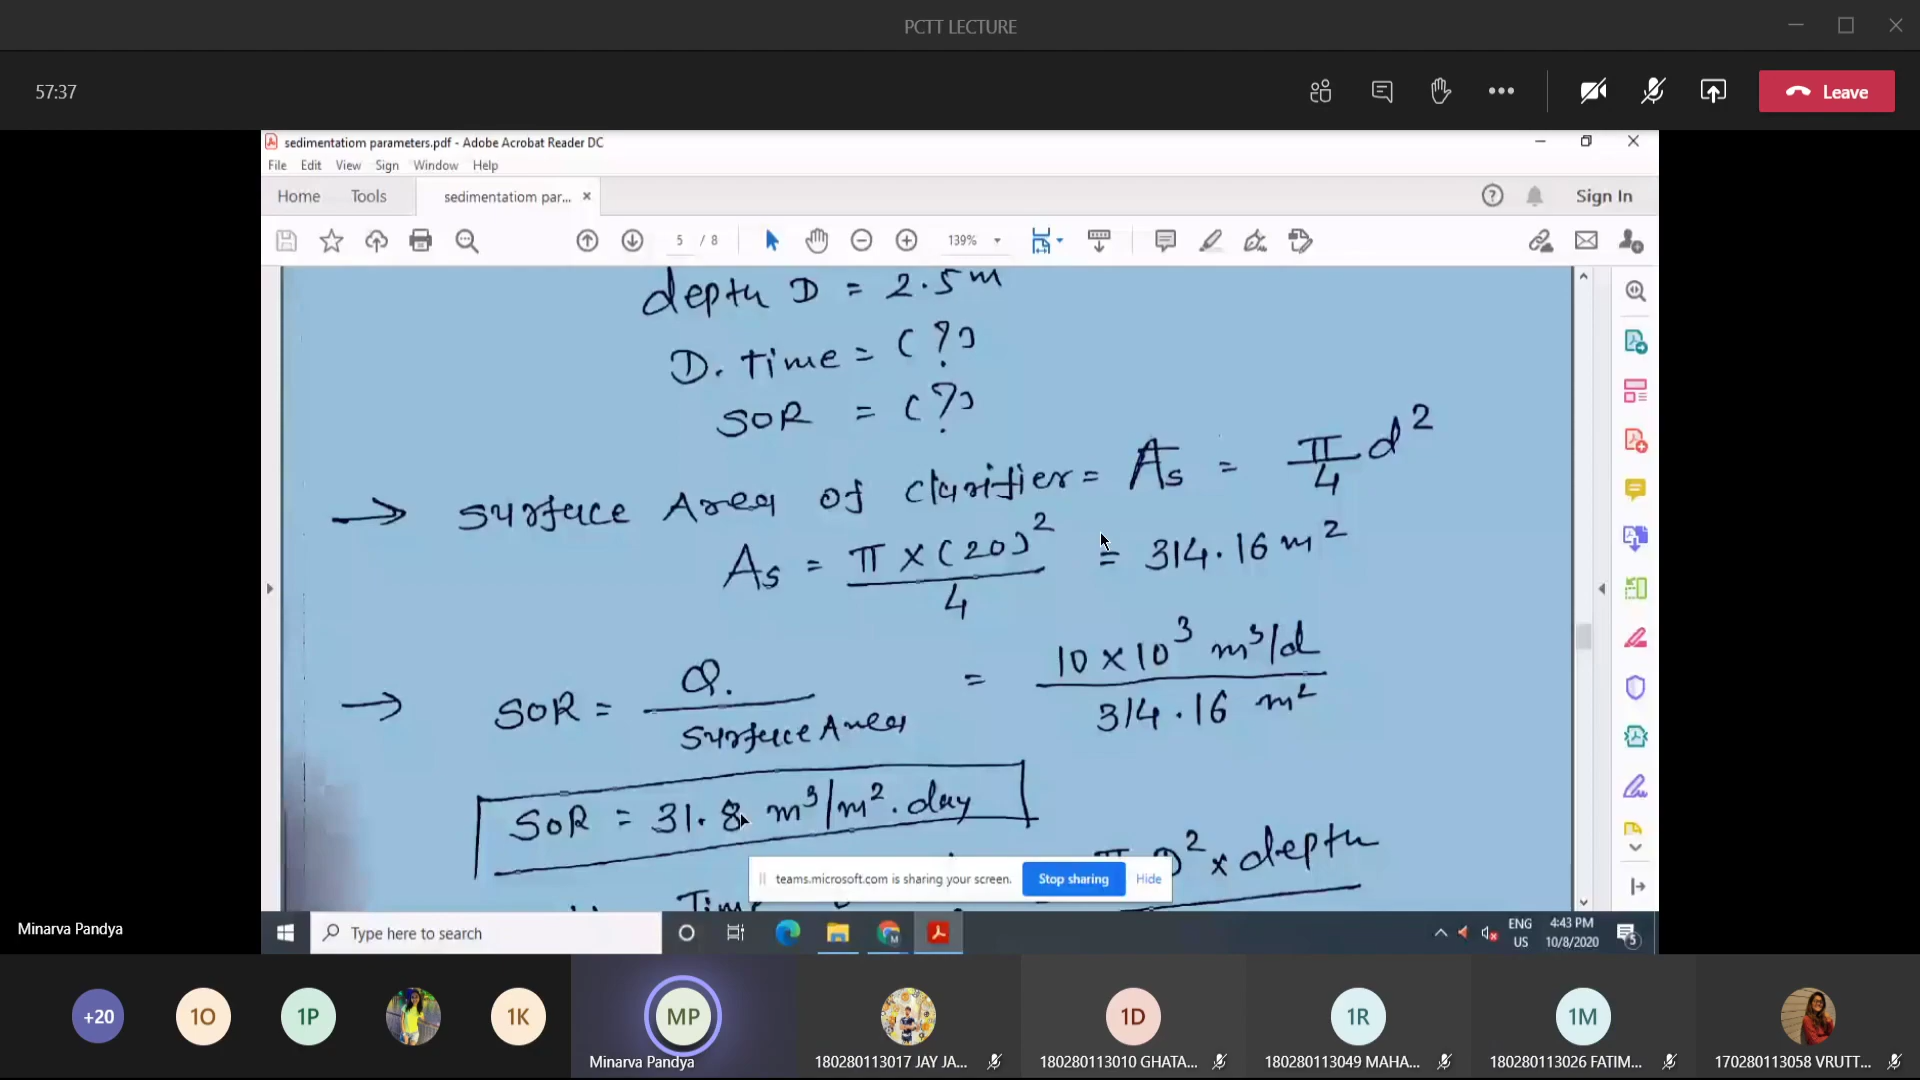 PCTT LECTURE
57:37
Leave
sedimentatiom parameters.pdf - Adobe Acrobat Reader DC
File Edit View Sign Window Help
Home Tools sedimentatiom par... ×
Sign In
5 / 8 139%
depth D = 2.5 m
D. Time = (?)
SOR = (?)
→ Surface Area of clarifier = As = π/4 d²
As = π × (20)² / 4 = 314.16 m²
→ SOR = Q. / Surface Area = 10 × 10³ m³/d / 314.16 m²
SOR = 31.8 m³/m². day
D² × depth
Time
teams.microsoft.com is sharing your screen. Stop sharing Hide
Type here to search
ENG
US
4:43 PM
10/8/2020
5
Minarva Pandya
+20 1O 1P 1K MP 1D 1R 1M
Minarva Pandya 180280113017 JAY JA... 180280113010 GHATA... 180280113049 MAHA... 180280113026 FATIM... 170280113058 VRUTT...